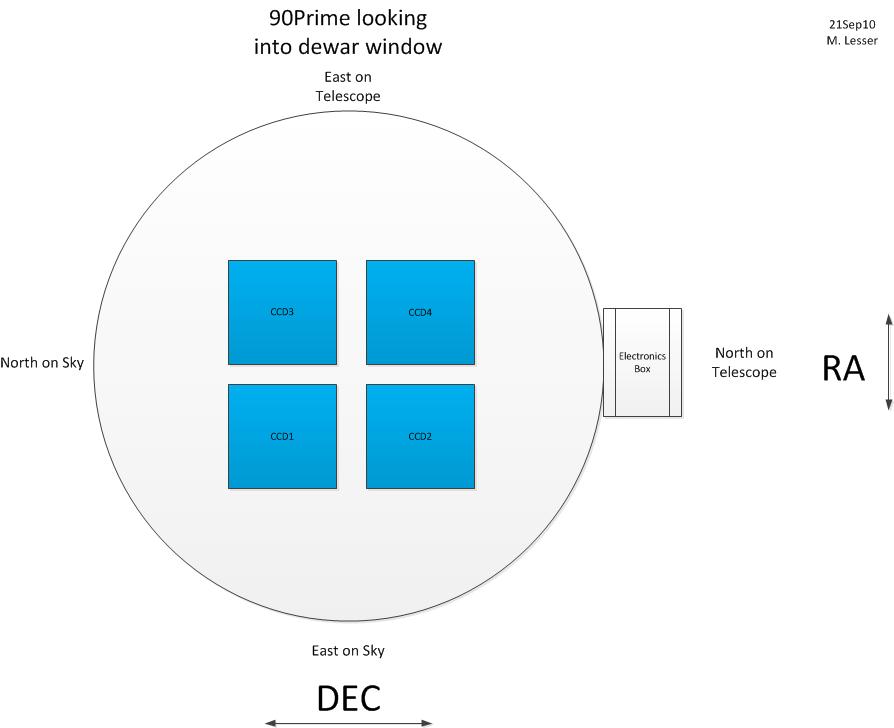 90Prime looking
into dewar window
21Sep10
M. Lesser
East on
Telescope
CCD3
CCD4
North on Sky
Electronics
Box
North on
Telescope
RA
CCD1
CCD2
East on Sky
DEC